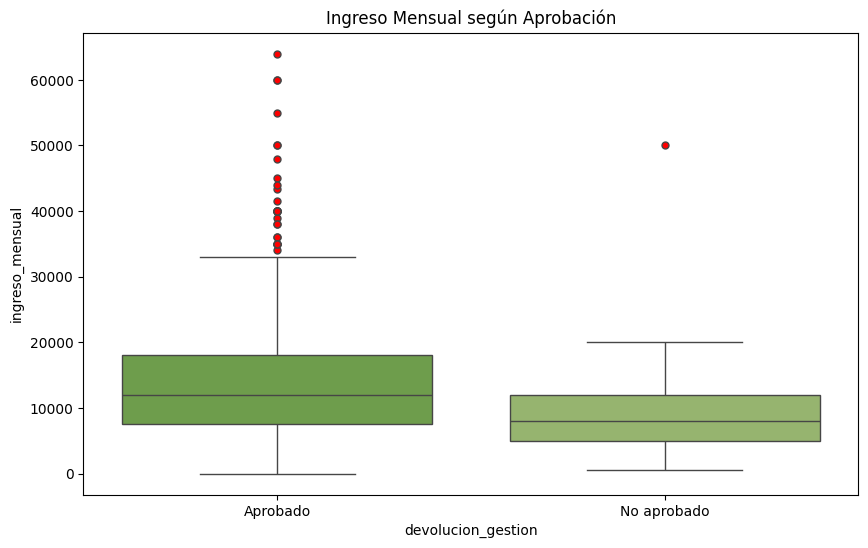 Ingreso Mensual según Aprobación
ingreso_mensual
60000
50000
40000
30000
20000
10000
0
Aprobado
No aprobado
devolucion_gestion